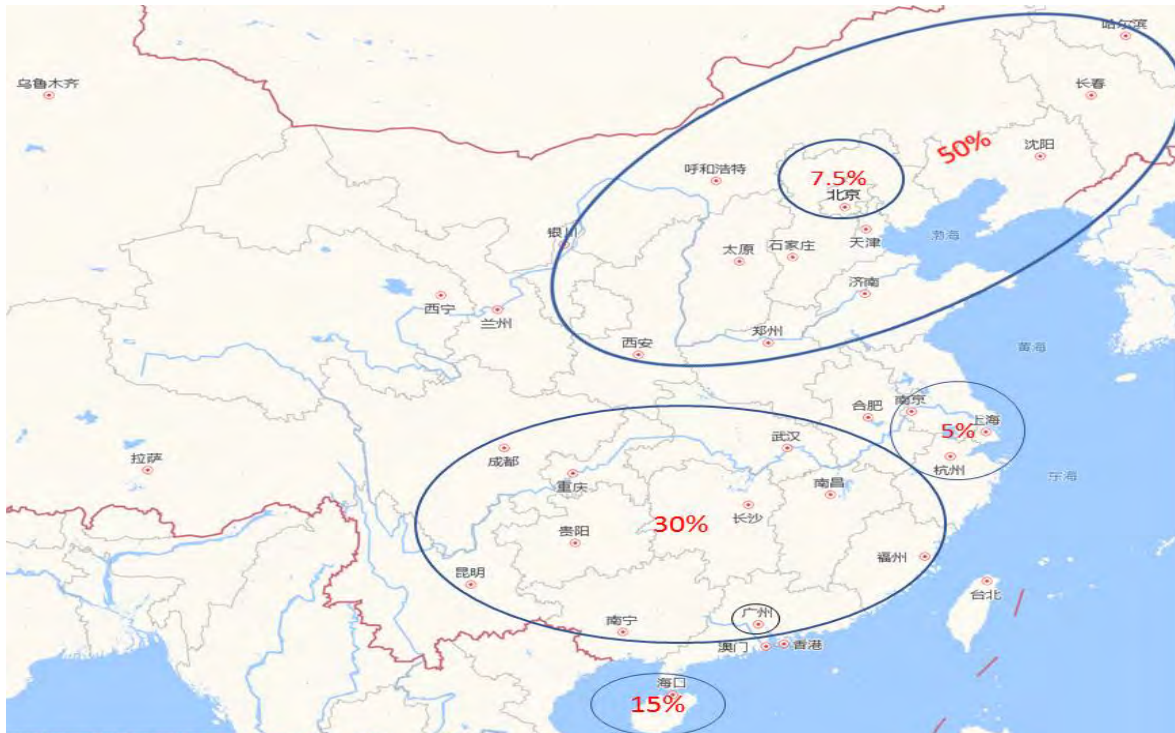 哈尔滨
乌鲁木齐
长春
50%
沈阳
呼和浩特
7.5%
北京
银川
天津
渤海
太原
石家庄
西宁
济南
兰州
郑州
西安
黄海
合肥
南京
上海
5%
武汉
成都
杭州
拉萨
重庆
东海
南昌
长沙
30%
贵阳
福州
昆明
台北
广州
南宁
澳门
香港
海口
15%